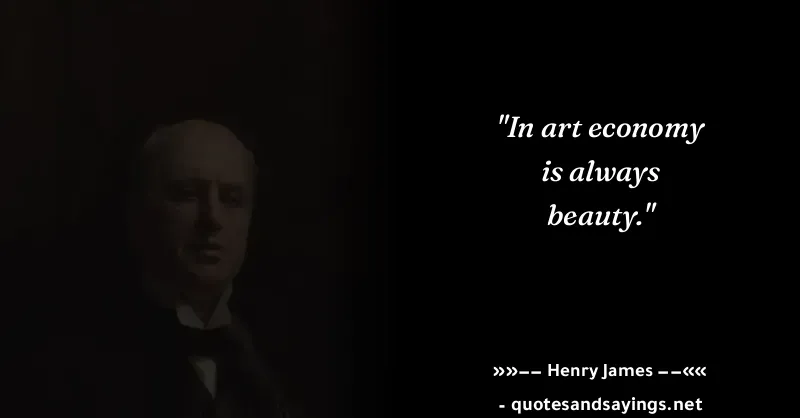 "In art economy
is always
beauty."
»»−− Henry James −−««
- quotesandsayings.net